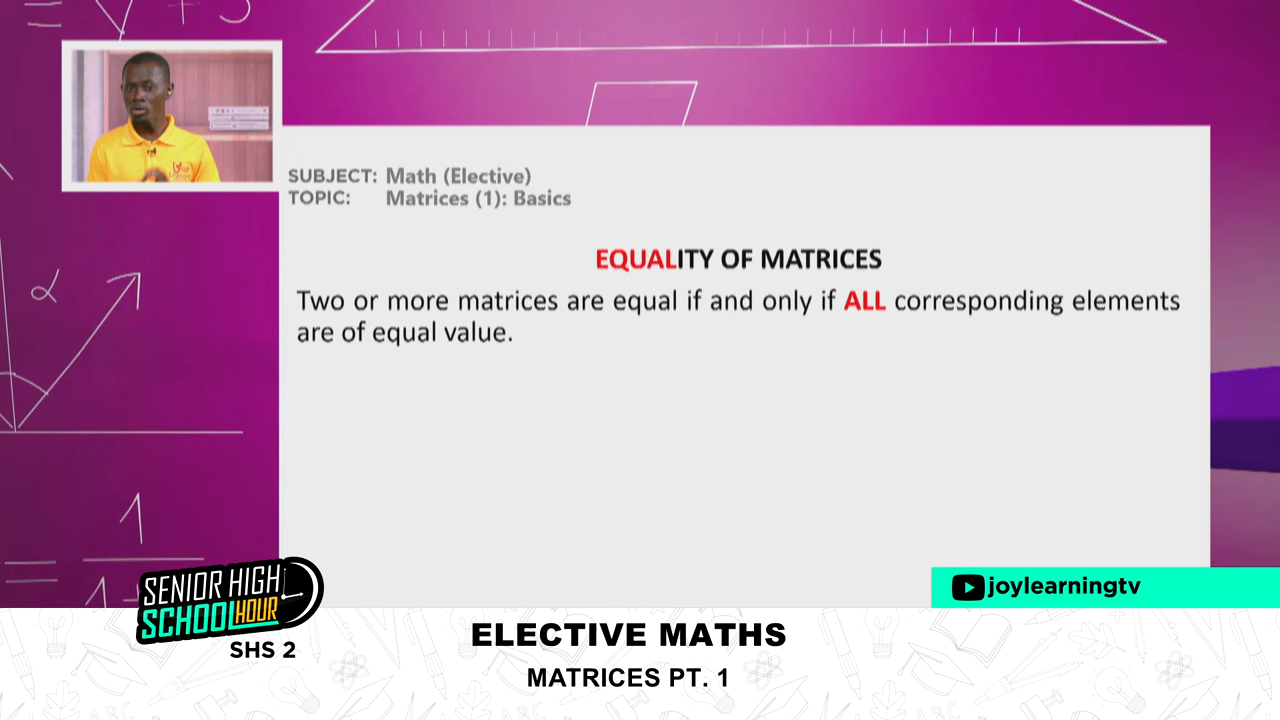 SUBJECT: Math (Elective)
TOPIC: Matrices (1): Basics
EQUALITY OF MATRICES
Two or more matrices are equal if and only if ALL corresponding elements
are of equal value.
α
SENIOR HIGH
SCHOOL HOUR
SHS 2
joylearningtv
ELECTIVE MATHS
MATRICES PT. 1